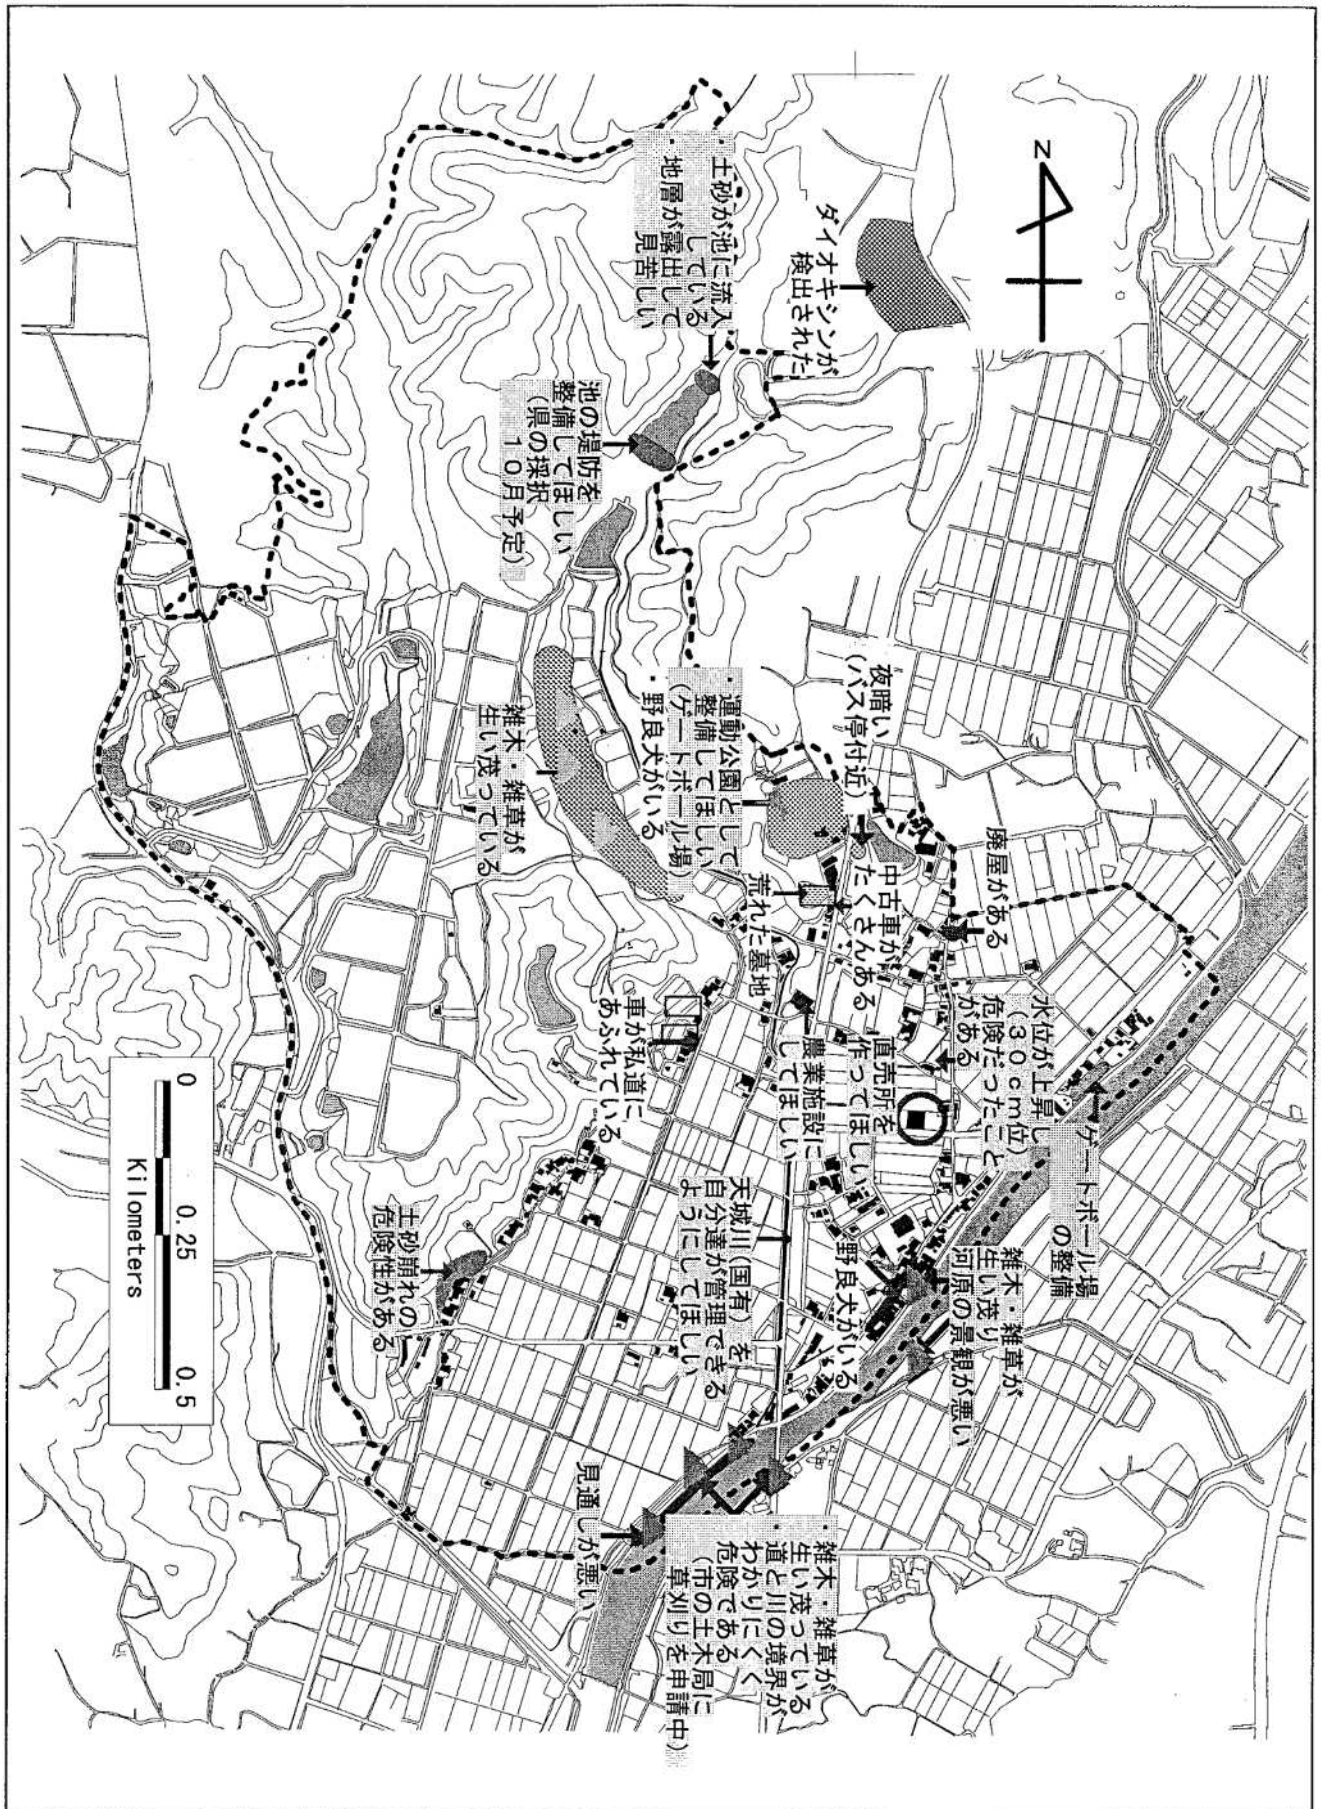 N
ダイオキシンが
検出された
・土砂が池に流入
している
・地層が露出して
見苦しい
池の堤防を
整備してほしい
(県の採択
10月予定)
夜暗い
(バス停付近)
・運動公園として
整備してほしい
(ゲートボール場)
・野良犬がいる
雑木・雑草が
生い茂っている
廃屋がある
中古車が
たくさんある
荒れた墓地
水位が上昇し
(30cm位)
危険だったこと
がある
直売所を
作ってほしい
農業施設に
してほしい
車が私道に
あふれている
ゲートボール場
の整備
雑木・雑草が
生い茂り
河原の景観が悪い
野良犬がいる
天城川(国有)を
自分達が管理できる
ようにしてほしい
土砂崩れの
危険性がある
見通しが悪い
・雑木・雑草が
生い茂っている
・道と川の境界が
わかりにくく
危険である
(市の土木局に
草刈りを申請中)
0 0.25 0.5
Kilometers